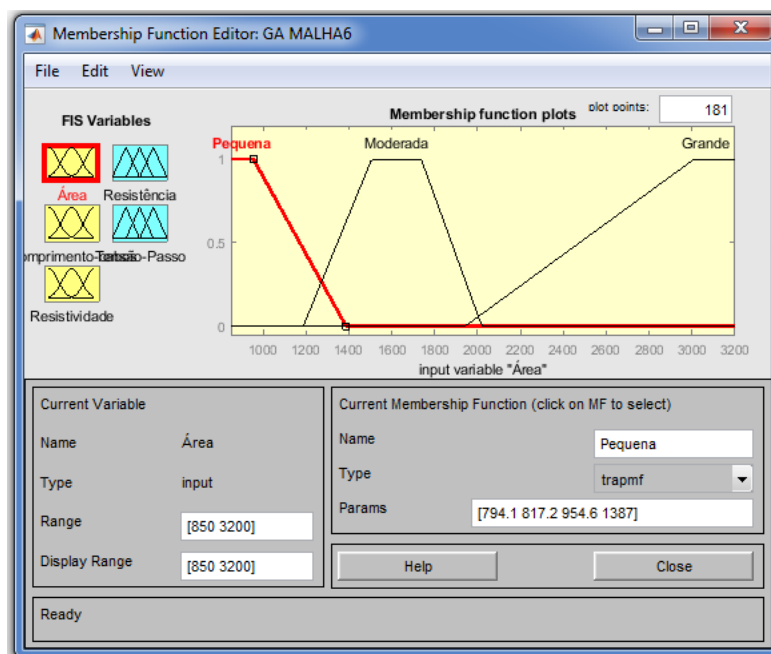 Membership Function Editor: GA MALHA6
File Edit View
FIS Variables
Membership function plots plot points: 181
Pequena Moderada Grande
1
0.5
0
1000 1200 1400 1600 1800 2000 2200 2400 2600 2800 3000 3200
input variable "Área"
Área Resistência
Resistividade
Current Variable
Name Área
Type input
Range [850 3200]
Display Range [850 3200]
Current Membership Function (click on MF to select)
Name Pequena
Type trapmf
Params [794.1 817.2 954.6 1387]
Help Close
Ready